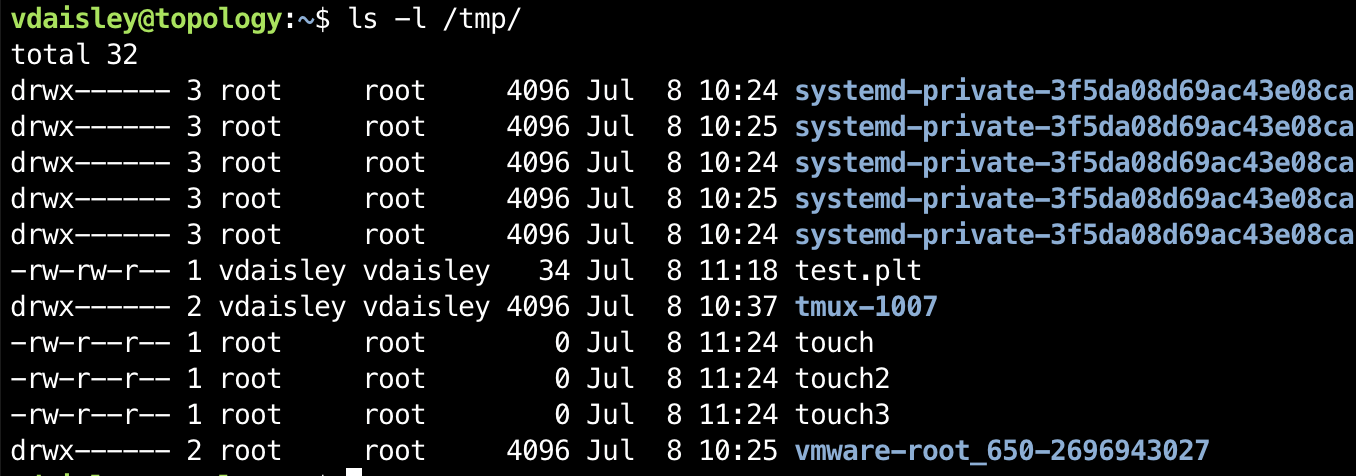 vdaisley@topology:~$ ls -l /tmp/
total 32
drwx------ 3 root     root     4096 Jul  8 10:24 systemd-private-3f5da08d69ac43e08ca
drwx------ 3 root     root     4096 Jul  8 10:25 systemd-private-3f5da08d69ac43e08ca
drwx------ 3 root     root     4096 Jul  8 10:24 systemd-private-3f5da08d69ac43e08ca
drwx------ 3 root     root     4096 Jul  8 10:25 systemd-private-3f5da08d69ac43e08ca
drwx------ 3 root     root     4096 Jul  8 10:24 systemd-private-3f5da08d69ac43e08ca
-rw-rw-r-- 1 vdaisley vdaisley   34 Jul  8 11:18 test.plt
drwx------ 2 vdaisley vdaisley 4096 Jul  8 10:37 tmux-1007
-rw-r--r-- 1 root     root        0 Jul  8 11:24 touch
-rw-r--r-- 1 root     root        0 Jul  8 11:24 touch2
-rw-r--r-- 1 root     root        0 Jul  8 11:24 touch3
drwx------ 2 root     root     4096 Jul  8 10:25 vmware-root_650-2696943027